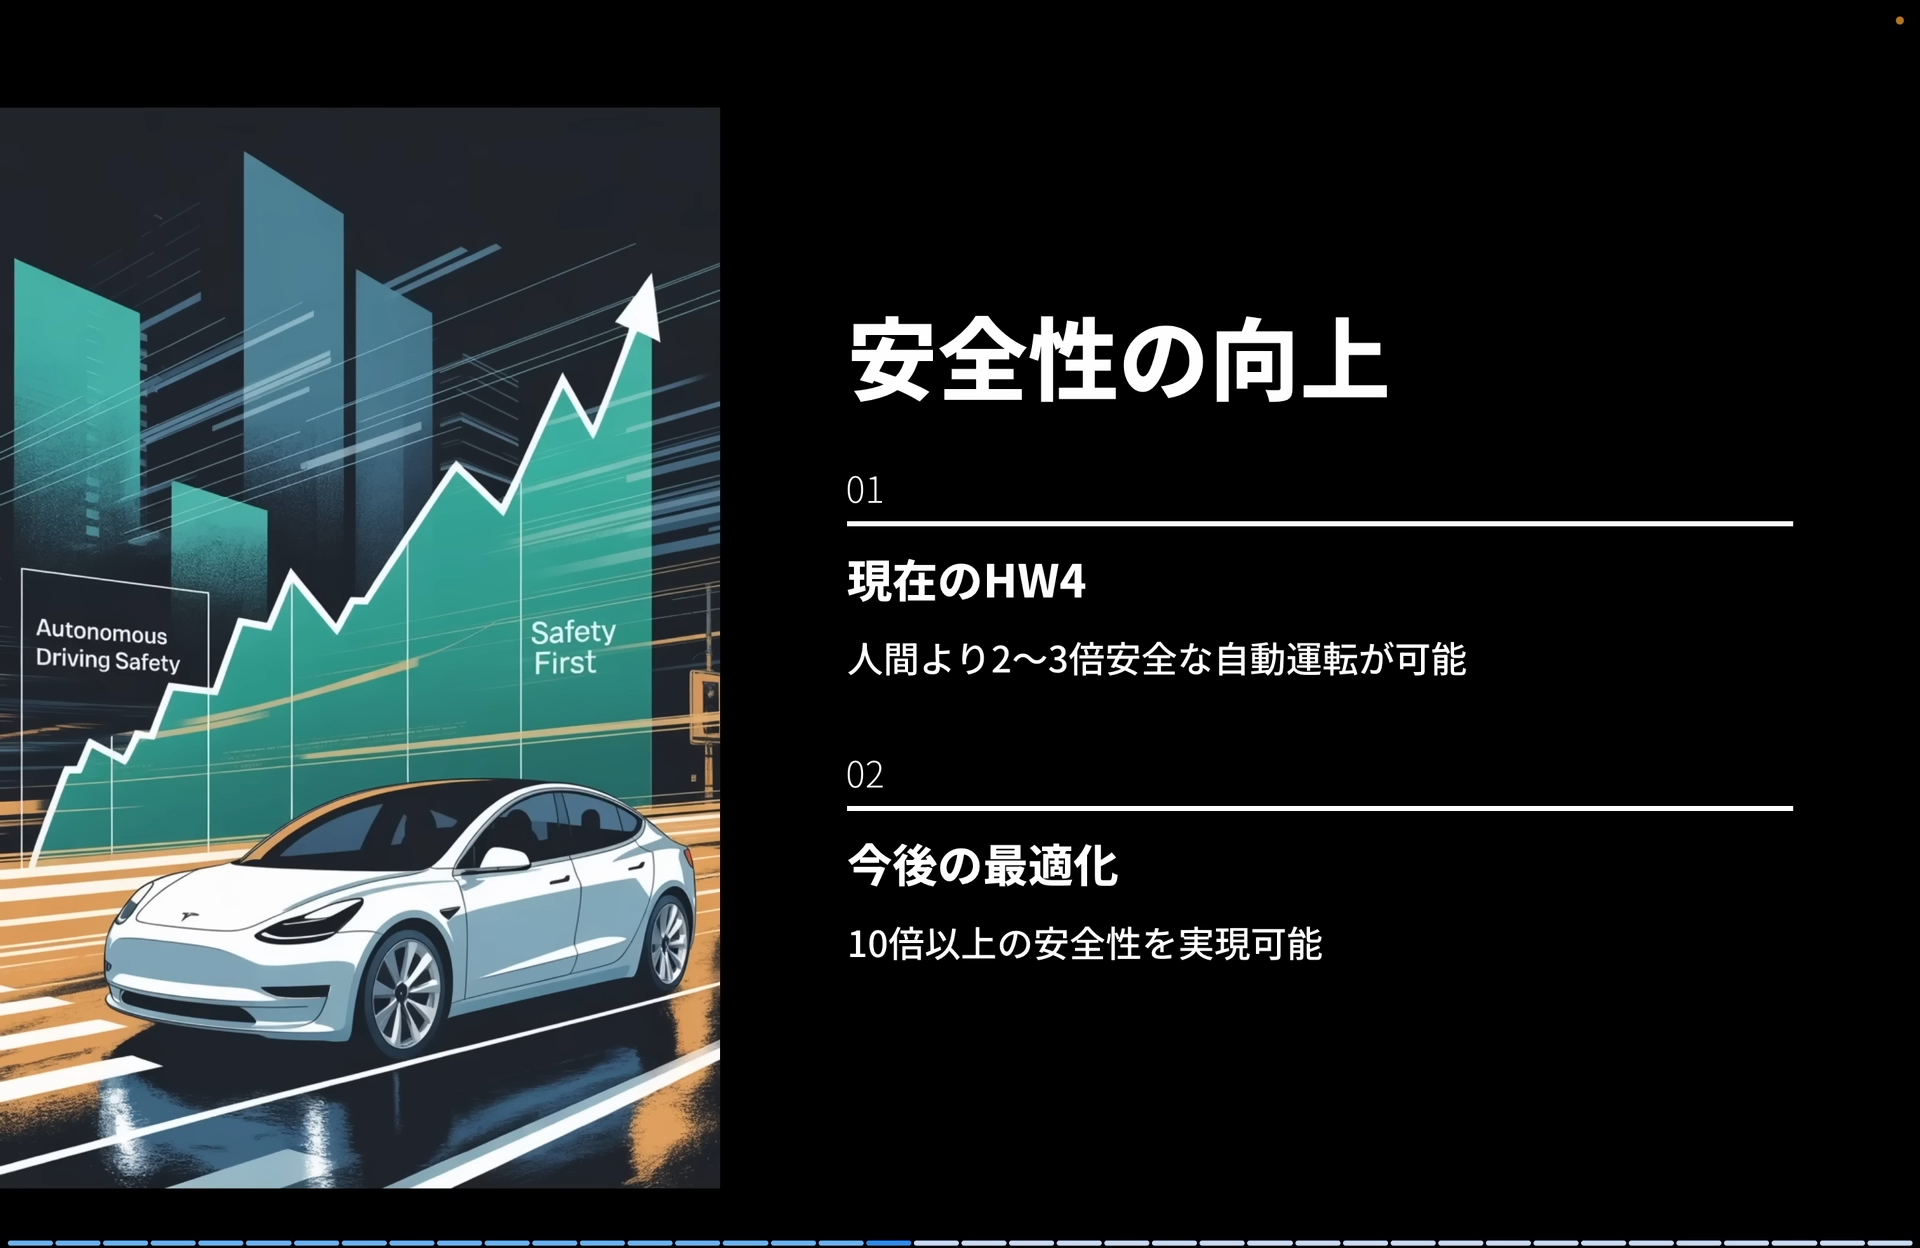 Autonomous
Driving Safety
Safety
First
安全性の向上
01
現在のHW4
人間より2〜3倍安全な自動運転が可能
02
今後の最適化
10倍以上の安全性を実現可能